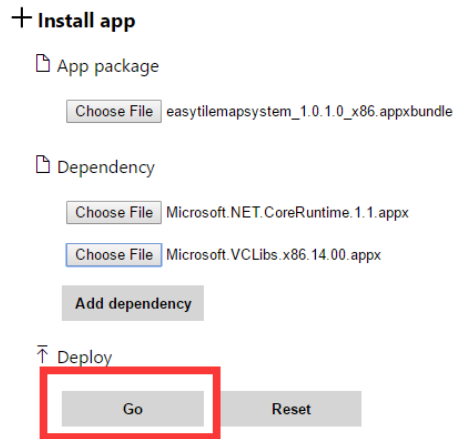 Install app
App package
Choose File easytilemapsystem_1.0.1.0_x86.appxbundle
Dependency
Choose File Microsoft.NET.CoreRuntime.1.1.appx
Choose File Microsoft.VCLibs.x86.14.00.appx
Add dependency
Deploy
Go Reset